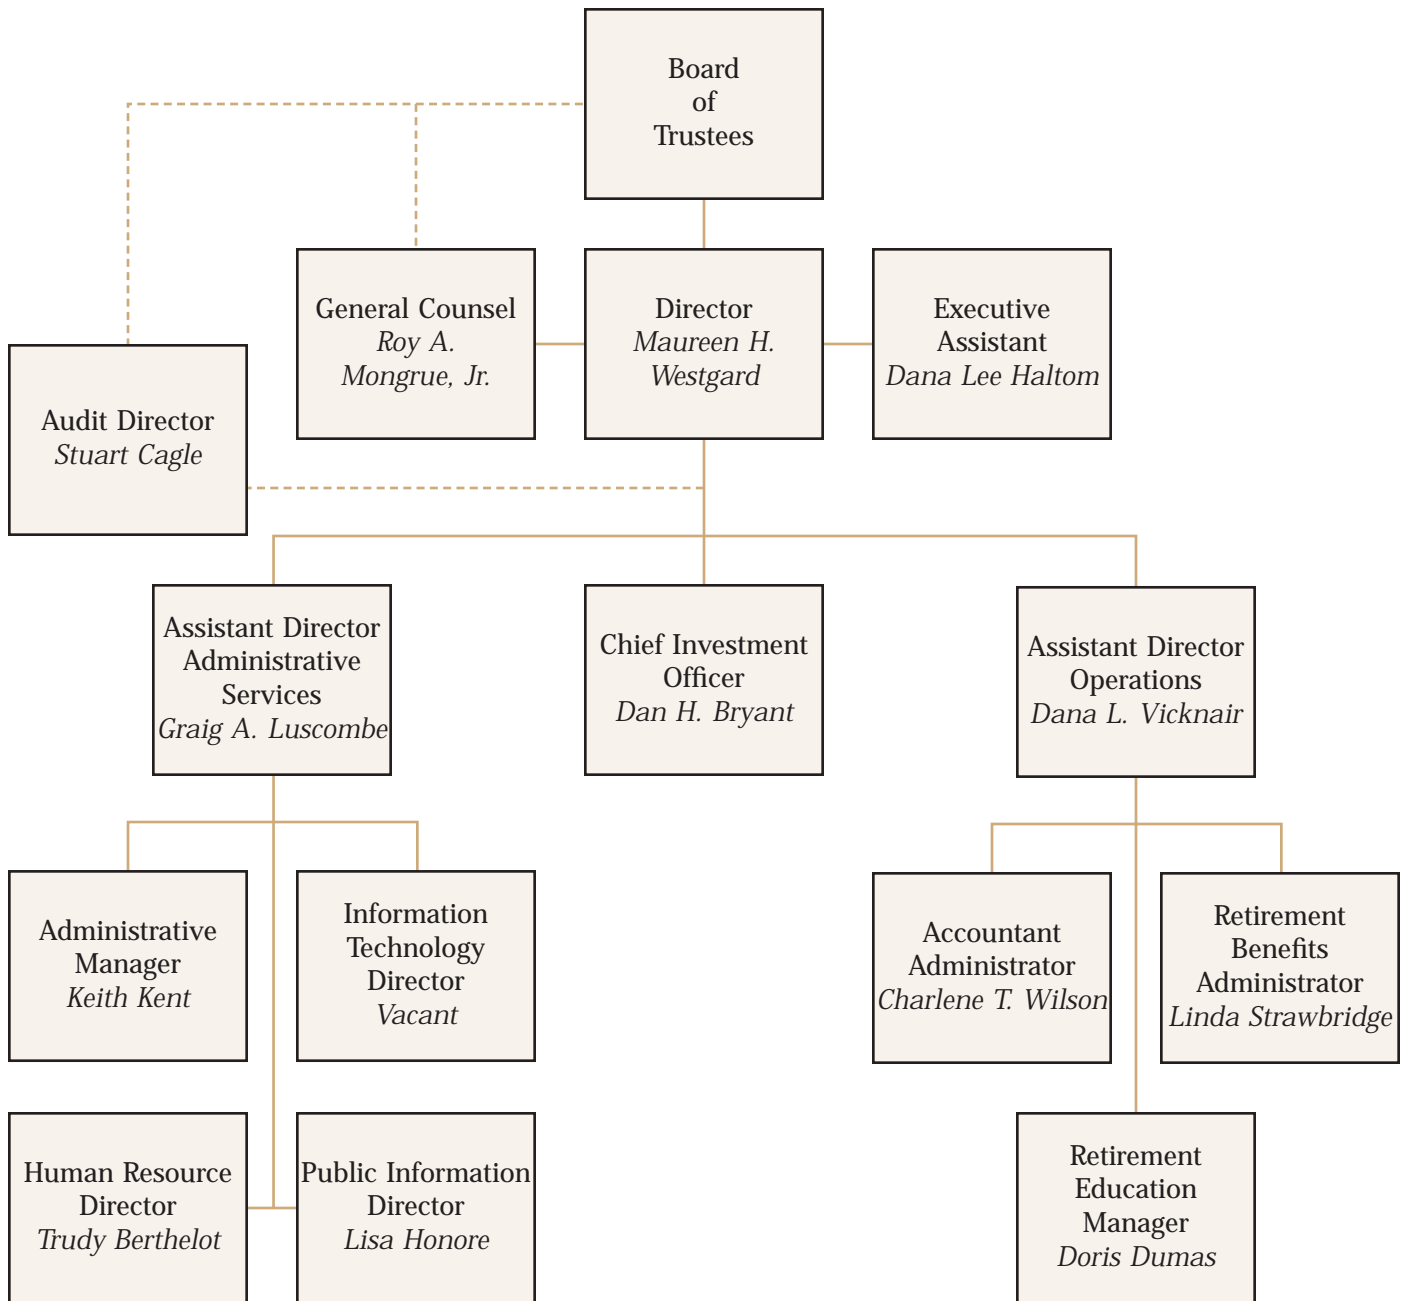 Board
of
Trustees
General Counsel
Roy A.
Mongrue, Jr.
Director
Maureen H.
Westgard
Executive
Assistant
Dana Lee Haltom
Audit Director
Stuart Cagle
Assistant Director
Administrative
Services
Graig A. Luscombe
Chief Investment
Officer
Dan H. Bryant
Assistant Director
Operations
Dana L. Vicknair
Administrative
Manager
Keith Kent
Information
Technology
Director
Vacant
Accountant
Administrator
Charlene T. Wilson
Retirement
Benefits
Administrator
Linda Strawbridge
Human Resource
Director
Trudy Berthelot
Public Information
Director
Lisa Honore
Retirement
Education
Manager
Doris Dumas